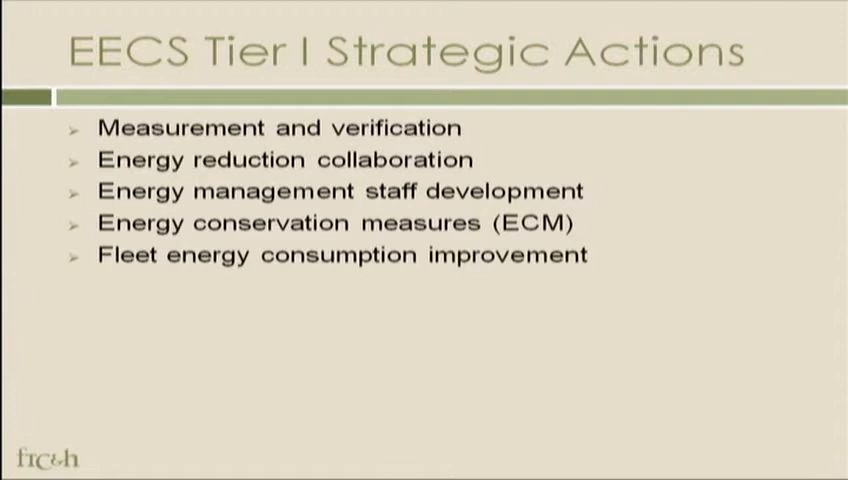 EECS Tier I Strategic Actions
Measurement and verification
Energy reduction collaboration
Energy management staff development
Energy conservation measures (ECM)
Fleet energy consumption improvement
frc&h